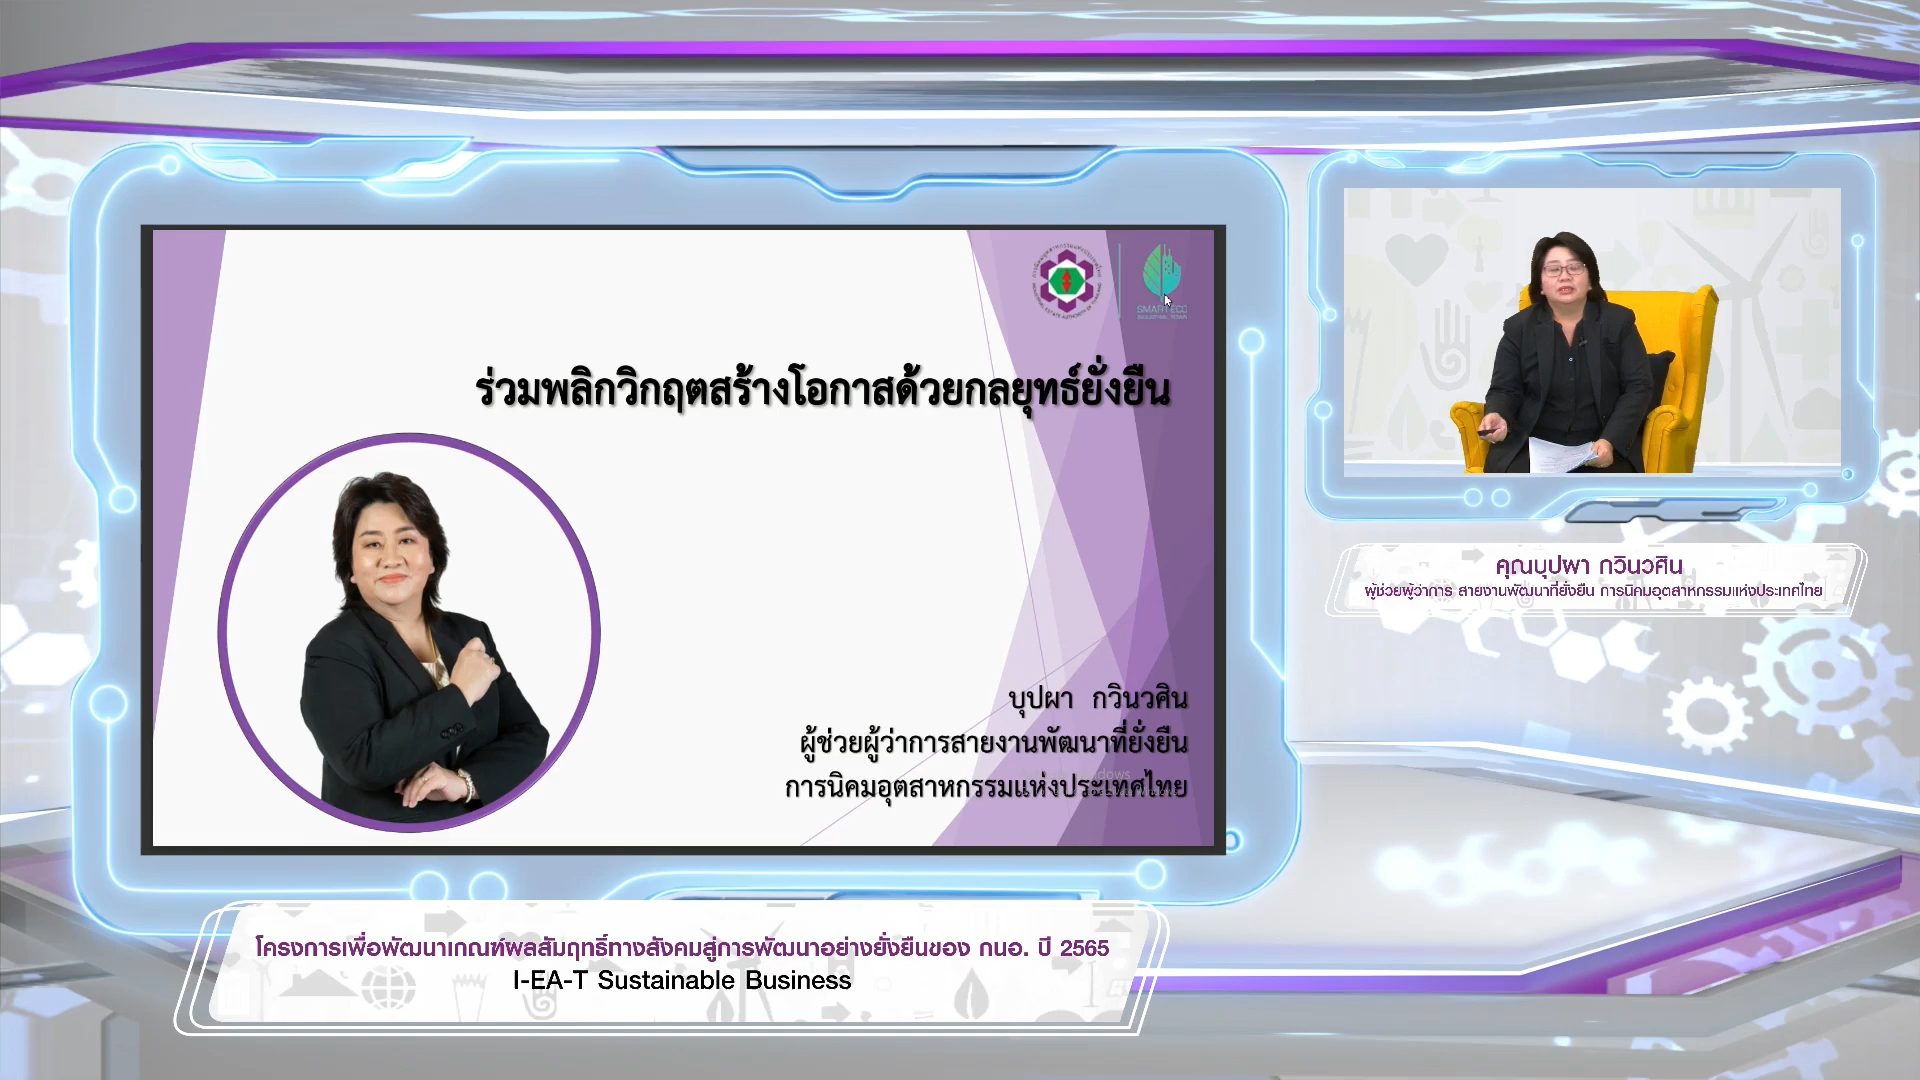 SMART ECO
INDUSTRIAL TOWN
ร่วมพลิกวิกฤตสร้างโอกาสด้วยกลยุทธ์ยั่งยืน
บุปผา กวินวศิน
ผู้ช่วยผู้ว่าการสายงานพัฒนาที่ยั่งยืน
การนิคมอุตสาหกรรมแห่งประเทศไทย
คุณบุปผา กวินวศิน
ผู้ช่วยผู้ว่าการ สายงานพัฒนาที่ยั่งยืน การนิคมอุตสาหกรรมแห่งประเทศไทย
โครงการเพื่อพัฒนาเกณฑ์ผลสัมฤทธิ์ทางสังคมสู่การพัฒนาอย่างยั่งยืนของ กนอ. ปี 2565
I-EA-T Sustainable Business